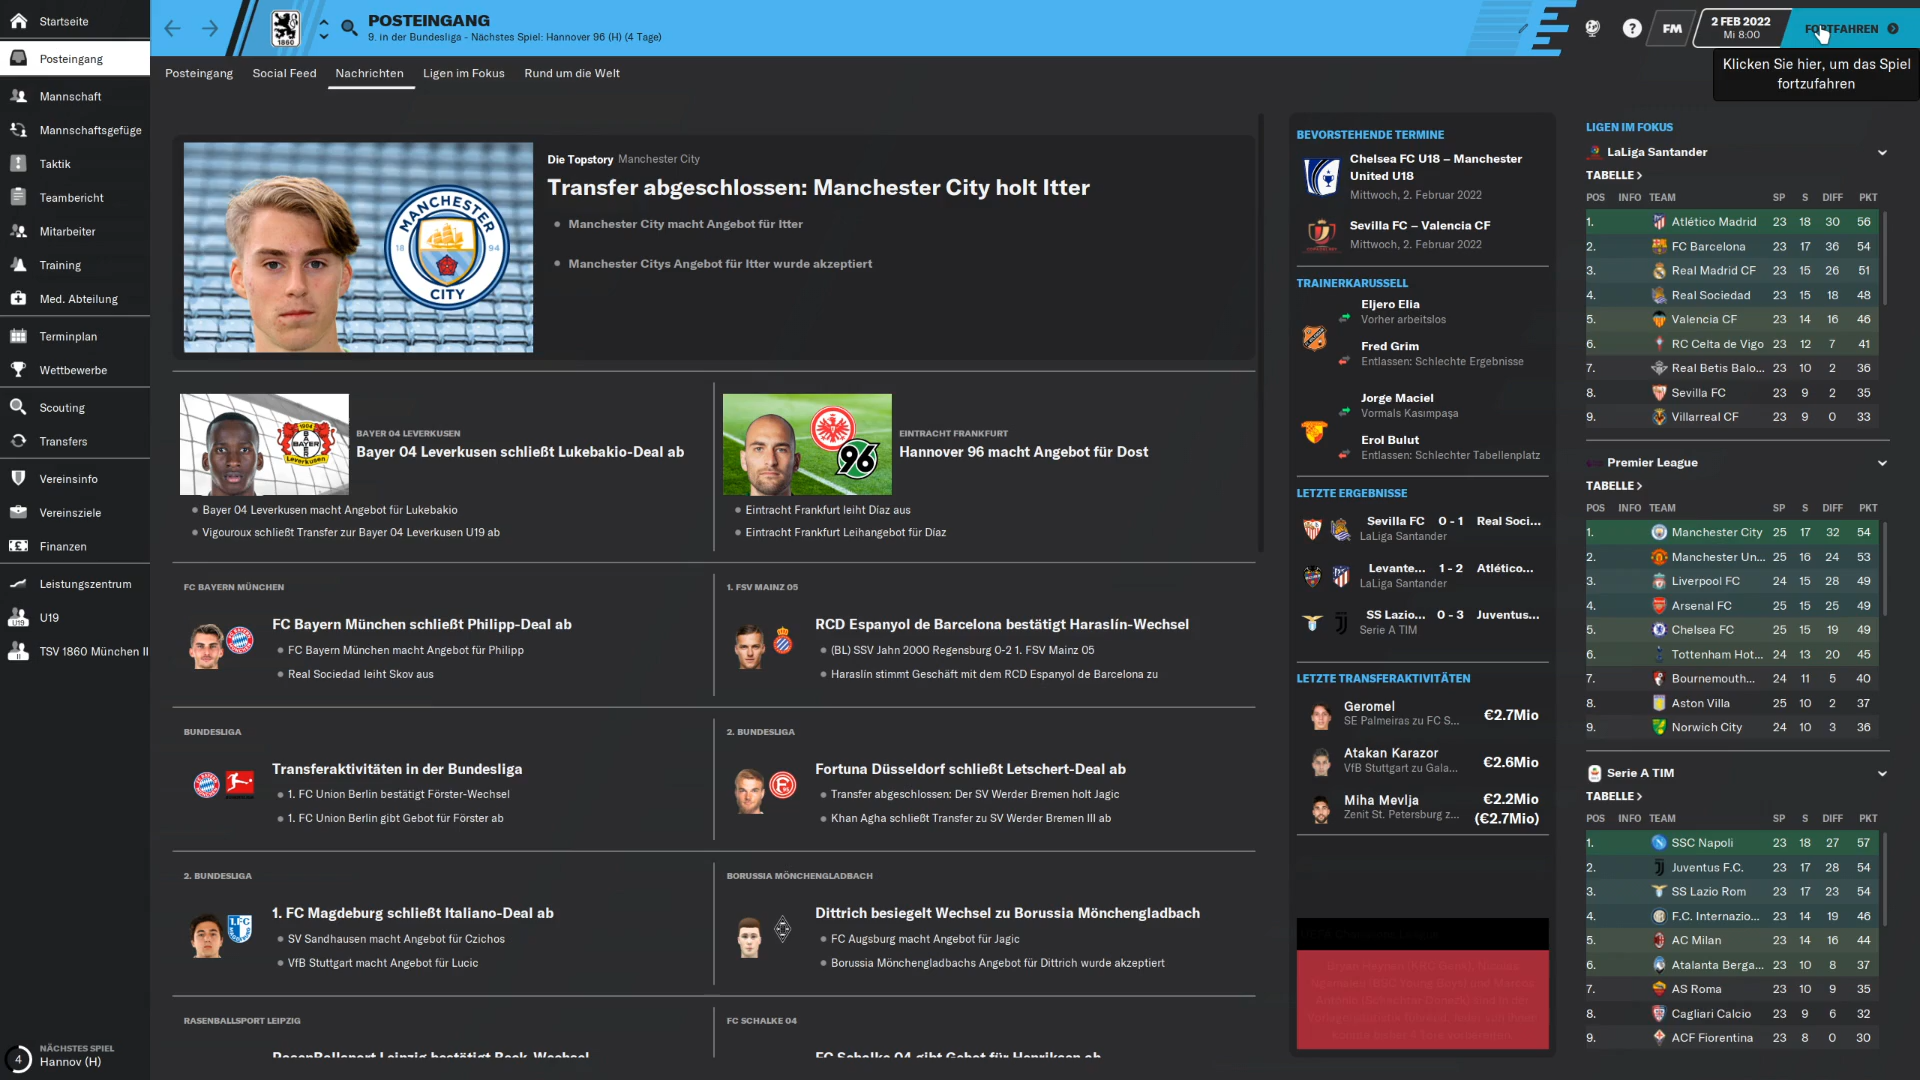 Startseite
Posteingang
Mannschaft
Mannschaftsgefüge
Taktik
Teambericht
Mitarbeiter
Training
Med. Abteilung
Terminplan
Wettbewerbe
Scouting
Transfers
Vereinsinfo
Vereinsziele
Finanzen
Leistungszentrum
U19
TSV 1860 München II
4
NÄCHSTES SPIEL
Hannov (H)
POSTEINGANG
9. in der Bundesliga - Nächstes Spiel: Hannover 96 (H) (4 Tage)
FM
2 FEB 2022
Mi 8:00
FORTFAHREN
Klicken Sie hier, um das Spiel
fortzufahren
Posteingang Social Feed Nachrichten Ligen im Fokus Rund um die Welt
MANCHESTER
18 94
CITY
Die Topstory Manchester City
Transfer abgeschlossen: Manchester City holt Itter
Manchester City macht Angebot für Itter
Manchester Citys Angebot für Itter wurde akzeptiert
BAYER 04 LEVERKUSEN
Bayer 04 Leverkusen schließt Lukebakio-Deal ab
Bayer 04 Leverkusen macht Angebot für Lukebakio
Vigouroux schließt Transfer zur Bayer 04 Leverkusen U19 ab
EINTRACHT FRANKFURT
Hannover 96 macht Angebot für Dost
Eintracht Frankfurt leiht Díaz aus
Eintracht Frankfurt Leihangebot für Díaz
FC BAYERN MÜNCHEN
FC Bayern München schließt Philipp-Deal ab
FC Bayern München macht Angebot für Philipp
Real Sociedad leiht Skov aus
1. FSV MAINZ 05
RCD Espanyol de Barcelona bestätigt Haraslín-Wechsel
(BL) SSV Jahn 2000 Regensburg 0-2 1. FSV Mainz 05
Haraslín stimmt Geschäft mit dem RCD Espanyol de Barcelona zu
BUNDESLIGA
Transferaktivitäten in der Bundesliga
1. FC Union Berlin bestätigt Förster-Wechsel
1. FC Union Berlin gibt Gebot für Förster ab
2. BUNDESLIGA
Fortuna Düsseldorf schließt Letschert-Deal ab
Transfer abgeschlossen: Der SV Werder Bremen holt Jagic
Khan Agha schließt Transfer zu SV Werder Bremen III ab
2. BUNDESLIGA
1. FC Magdeburg schließt Italiano-Deal ab
SV Sandhausen macht Angebot für Czichos
VfB Stuttgart macht Angebot für Lucic
BORUSSIA MÖNCHENGLADBACH
Dittrich besiegelt Wechsel zu Borussia Mönchengladbach
FC Augsburg macht Angebot für Jagic
Borussia Mönchengladbachs Angebot für Dittrich wurde akzeptiert
RASENBALLSPORT LEIPZIG
RasenBallsport Leipzig bestätigt Beck-Wechsel
FC SCHALKE 04
FC Schalke 04 gibt Gebot für Henriksen ab
BEVORSTEHENDE TERMINE
Chelsea FC U18 – Manchester
United U18
Mittwoch, 2. Februar 2022
Sevilla FC – Valencia CF
Mittwoch, 2. Februar 2022
TRAINERKARUSSELL
Eljero Elia
Vorher arbeitslos
Fred Grim
Entlassen: Schlechte Ergebnisse
Jorge Maciel
Vormals Kasımpaşa
Erol Bulut
Entlassen: Schlechter Tabellenplatz
LETZTE ERGEBNISSE
Sevilla FC 0 - 1 Real Soci...
LaLiga Santander
Levante... 1 - 2 Atlético...
LaLiga Santander
SS Lazio... 0 - 3 Juventus...
Serie A TIM
LETZTE TRANSFERAKTIVITÄTEN
Geromel €2.7Mio
SE Palmeiras zu FC S...
Atakan Karazor €2.6Mio
VfB Stuttgart zu Gala...
Miha Mevlja €2.2Mio
Zenit St. Petersburg z... (€2.7Mio)
LIGEN IM FOKUS
LaLiga Santander
TABELLE
POS INFO TEAM SP S DIFF PKT
1. Atlético Madrid 23 18 30 56
2. FC Barcelona 23 17 36 54
3. Real Madrid CF 23 15 26 51
4. Real Sociedad 23 15 18 48
5. Valencia CF 23 14 16 46
6. RC Celta de Vigo 23 12 7 41
7. Real Betis Balo... 23 10 2 36
8. Sevilla FC 23 9 2 35
9. Villarreal CF 23 9 0 33
Premier League
TABELLE
POS INFO TEAM SP S DIFF PKT
1. Manchester City 25 17 32 54
2. Manchester Un... 25 16 24 53
3. Liverpool FC 24 15 28 49
4. Arsenal FC 25 15 25 49
5. Chelsea FC 25 15 19 49
6. Tottenham Hot... 24 13 20 45
7. Bournemouth... 24 11 5 40
8. Aston Villa 25 10 2 37
9. Norwich City 24 10 3 36
Serie A TIM
TABELLE
POS INFO TEAM SP S DIFF PKT
1. SSC Napoli 23 18 27 57
2. Juventus F.C. 23 17 28 54
3. SS Lazio Rom 23 17 23 54
4. F.C. Internazio... 23 14 19 46
5. AC Milan 23 14 16 44
6. Atalanta Berga... 23 10 8 37
7. AS Roma 23 10 9 35
8. Cagliari Calcio 23 9 6 32
9. ACF Fiorentina 23 8 0 30